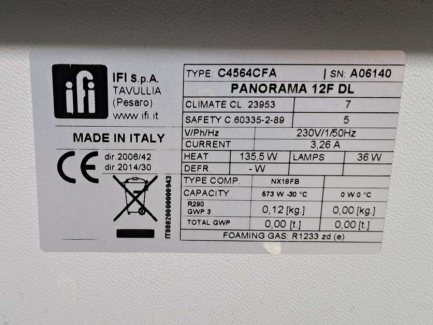 ifi
IFI S.p.A.
TAVULLIA
(Pesaro)
www.ifi.it
MADE IN ITALY
CE
dir.2006/42
dir 2014/30
IT08020000000943
TYPE: C4564CFA | SN: A06140
PANORAMA 12F DL
CLIMATE CL. 23953 7
SAFETY C.60335-2-89 5
V/Ph/Hz 230V/1/50Hz
CURRENT 3,26 A
HEAT 135,5 W LAMPS 36 W
DEFR - W
TYPE COMP. NX18FB
CAPACITY 673 W -30 °C 0 W 0 °C
R290
GWP 3 0,12 [kg.] 0,00 [kg.]
TOTAL GWP 0,00 [t.] 0,00 [t.]
FOAMING GAS: R1233 zd (e)